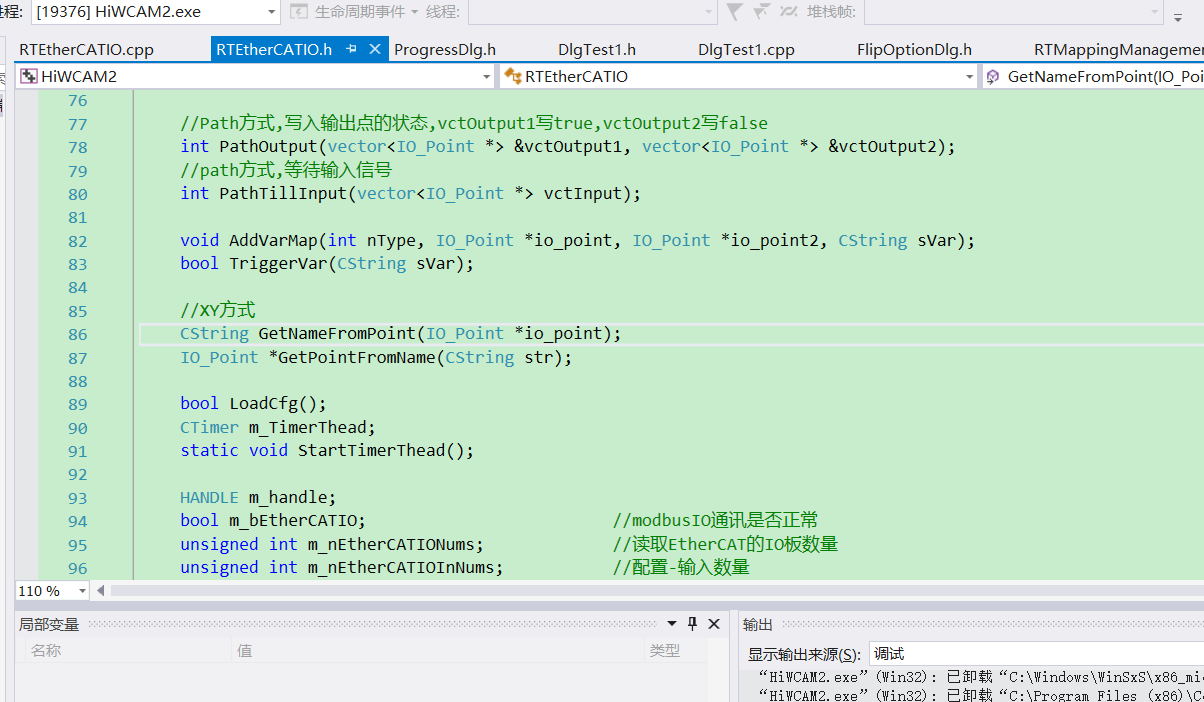 程: [19376] HiWCAM2.exe 生命周期事件 线程: 堆栈帧:
RTEtherCATIO.cpp RTEtherCATIO.h ProgressDlg.h DlgTest1.h DlgTest1.cpp FlipOptionDlg.h RTMappingManagemer
HiWCAM2 RTEtherCATIO GetNameFromPoint(IO_Poi
76
77 //Path方式,写入输出点的状态,vctOutput1写true,vctOutput2写false
78 int PathOutput(vector<IO_Point *> &vctOutput1, vector<IO_Point *> &vctOutput2);
79 //path方式,等待输入信号
80 int PathTillInput(vector<IO_Point *> vctInput);
81
82 void AddVarMap(int nType, IO_Point *io_point, IO_Point *io_point2, CString sVar);
83 bool TriggerVar(CString sVar);
84
85 //XY方式
86 CString GetNameFromPoint(IO_Point *io_point);
87 IO_Point *GetPointFromName(CString str);
88
89 bool LoadCfg();
90 CTimer m_TimerThead;
91 static void StartTimerThead();
92
93 HANDLE m_handle;
94 bool m_bEtherCATIO; //modbusIO通讯是否正常
95 unsigned int m_nEtherCATIONums; //读取EtherCAT的IO板数量
96 unsigned int m_nEtherCATIOInNums; //配置-输入数量
110 %
局部变量
名称 值 类型
输出
显示输出来源(S): 调试
“HiWCAM2.exe”(Win32): 已卸载“C:\Windows\WinSxS\x86_mi
“HiWCAM2.exe”(Win32): 已卸载“C:\Program Files (x86)\C